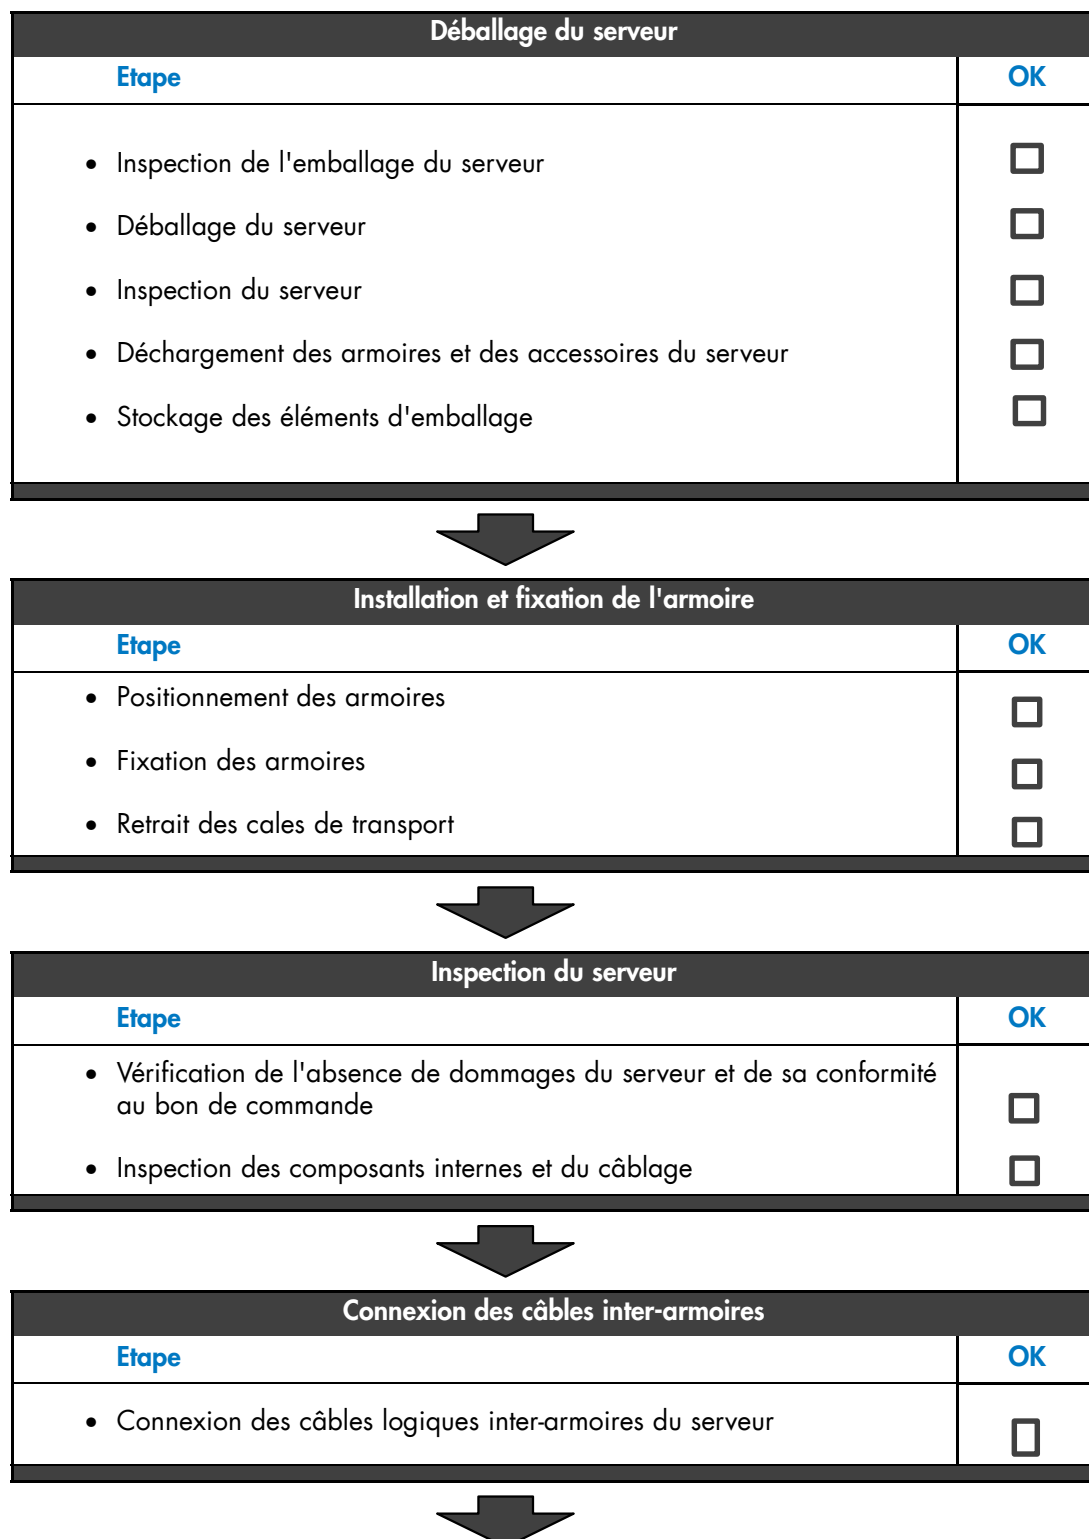 Déballage du serveur
Etape OK
• Inspection de l'emballage du serveur
• Déballage du serveur
• Inspection du serveur
• Déchargement des armoires et des accessoires du serveur
• Stockage des éléments d'emballage
Installation et fixation de l'armoire
Etape OK
• Positionnement des armoires
• Fixation des armoires
• Retrait des cales de transport
Inspection du serveur
Etape OK
• Vérification de l'absence de dommages du serveur et de sa conformité
au bon de commande
• Inspection des composants internes et du câblage
Connexion des câbles inter-armoires
Etape OK
• Connexion des câbles logiques inter-armoires du serveur